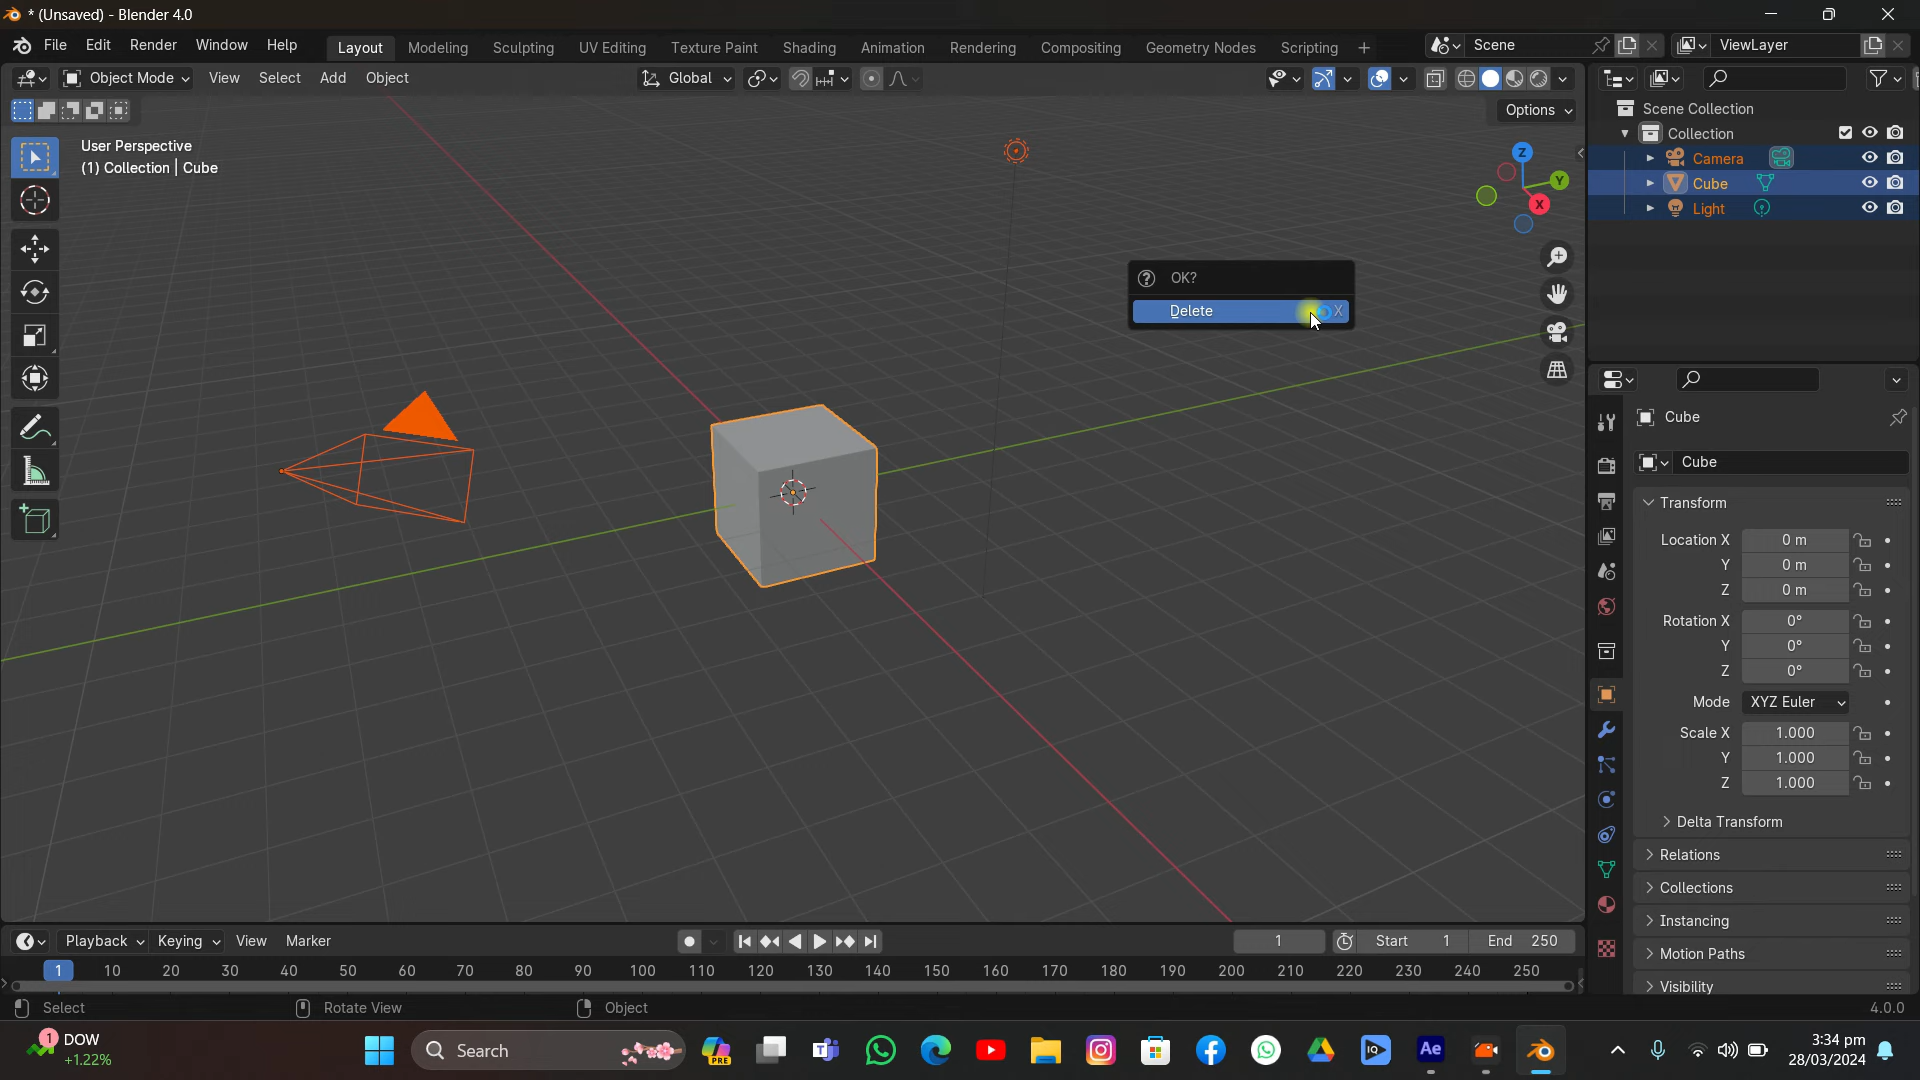 * (Unsaved) - Blender 4.0
File Edit Render Window Help
Layout Modeling Sculpting UV Editing Texture Paint Shading Animation Rendering Compositing Geometry Nodes Scripting +
Scene ViewLayer
Object Mode View Select Add Object
Global
Options
User Perspective
(1) Collection | Cube
Z
Y
X
OK?
Delete X
Scene Collection
Collection
Camera
Cube
Light
Cube
Cube
Transform
Location X 0 m
Y 0 m
Z 0 m
Rotation X 0°
Y 0°
Z 0°
Mode XYZ Euler
Scale X 1.000
Y 1.000
Z 1.000
Delta Transform
Relations
Collections
Instancing
Motion Paths
Visibility
Playback Keying View Marker
1 Start 1 End 250
1 10 20 30 40 50 60 70 80 90 100 110 120 130 140 150 160 170 180 190 200 210 220 230 240 250
Select Rotate View Object 4.0.0
1 DOW
+1.22%
Search
PRE
IQ
Ae
3:34 pm
28/03/2024